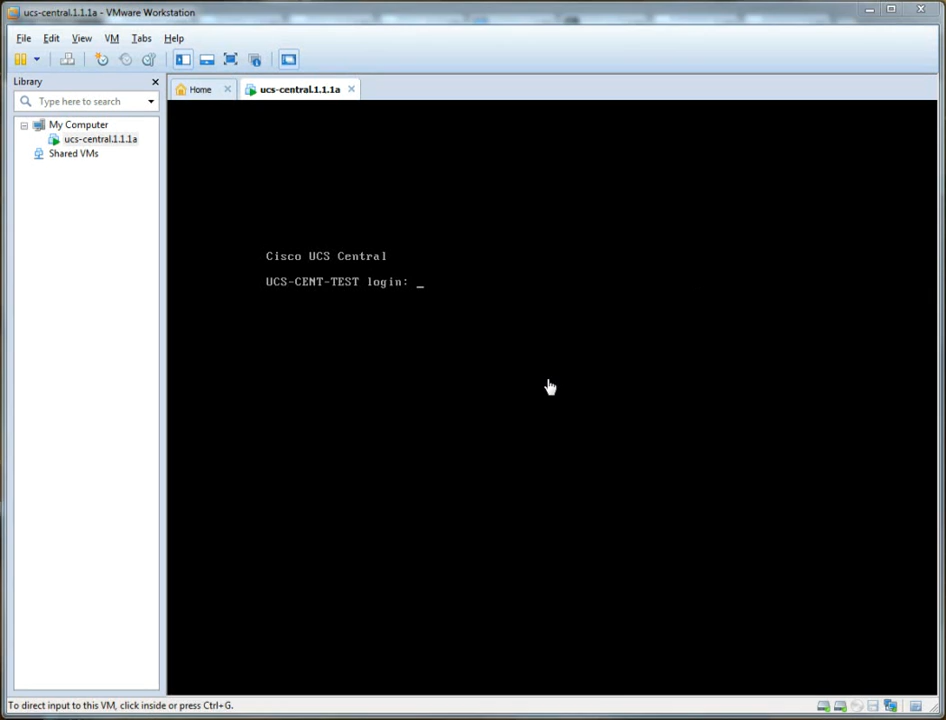 ucs-central.1.1.1a - VMware Workstation
File Edit View VM Tabs Help
Library
Type here to search
My Computer
ucs-central.1.1.1a
Shared VMs
Home
ucs-central.1.1.1a
Cisco UCS Central
UCS-CENT-TEST login: _
To direct input to this VM, click inside or press Ctrl+G.